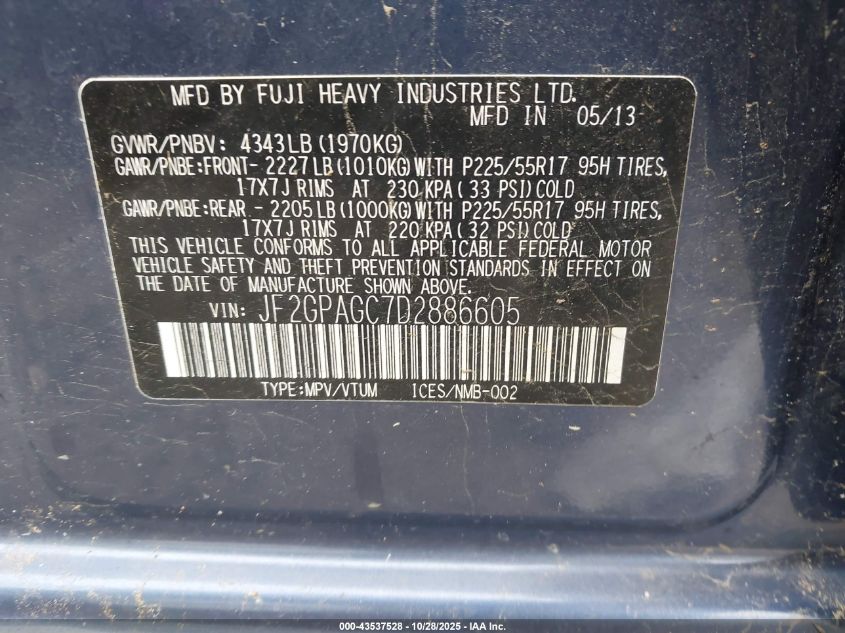 MFD BY FUJI HEAVY INDUSTRIES LTD.
MFD IN 05/13
GVWR/PNBV: 4343LB(1970KG)
GAWR/PNBE:FRONT- 2227LB(1010KG)WITH P225/55R17 95H TIRES,
17X7J RIMS AT 230 KPA( 33 PSI)COLD
GAWR/PNBE:REAR - 2205LB(1000KG)WITH P225/55R17 95H TIRES,
17X7J RIMS AT 220 KPA( 32 PSI)COLD
THIS VEHICLE CONFORMS TO ALL APPLICABLE FEDERAL MOTOR
VEHICLE SAFETY AND THEFT PREVENTION STANDARDS IN EFFECT ON
THE DATE OF MANUFACTURE SHOWN ABOVE.
VIN: JF2GPAGC7D2886605
TYPE:MPV/VTUM ICES/NMB-002
000-43537528 - 10/28/2025 - IAA Inc.